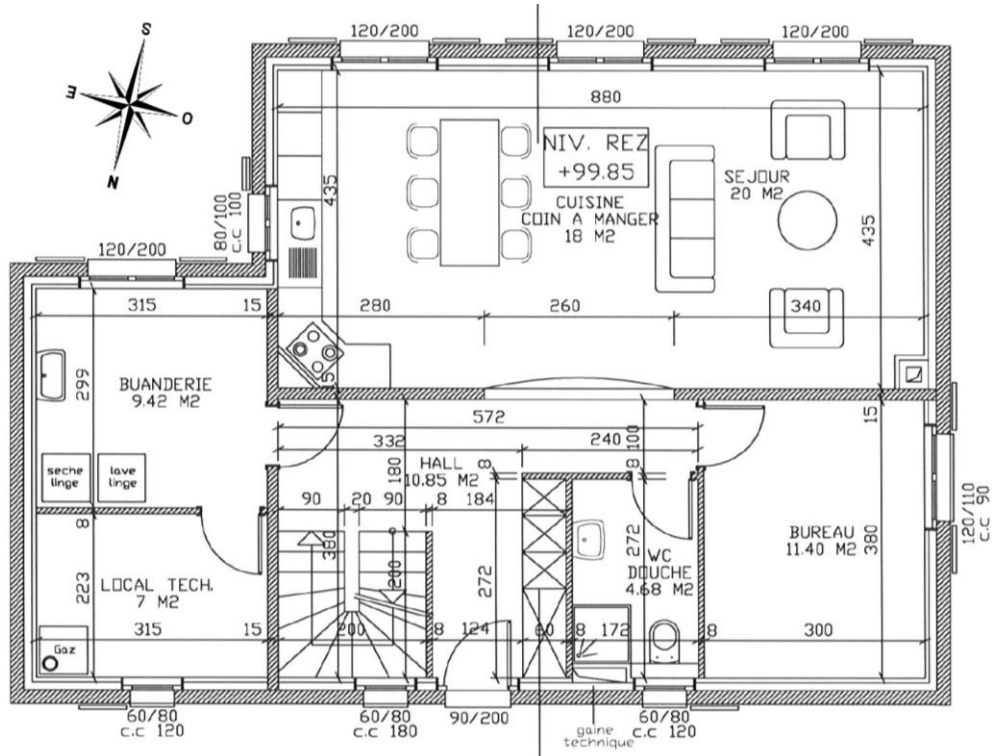 120/200
120/200
120/200
S
E
O
N
880
NIV. REZ
+99.85
SEJOUR
20 M2
CUISINE
COIN A MANGER
18 M2
435
435
80/100
c.c 100
120/200
315
15
280
260
340
299
BUANDERIE
9.42 M2
15
15
572
332
240
100
8
180
HALL
10.85 M2
8
seche
linge
lave
linge
90
20
90
8
184
8
380
200
272
272
BUREAU
11.40 M2
380
120/110
c.c 90
WC
DOUCHE
4.68 M2
223
LOCAL TECH.
7 M2
315
15
200
8
124
60
8
172
8
300
Gaz
60/80
c.c 120
60/80
c.c 180
90/200
gaine
technique
60/80
c.c 120